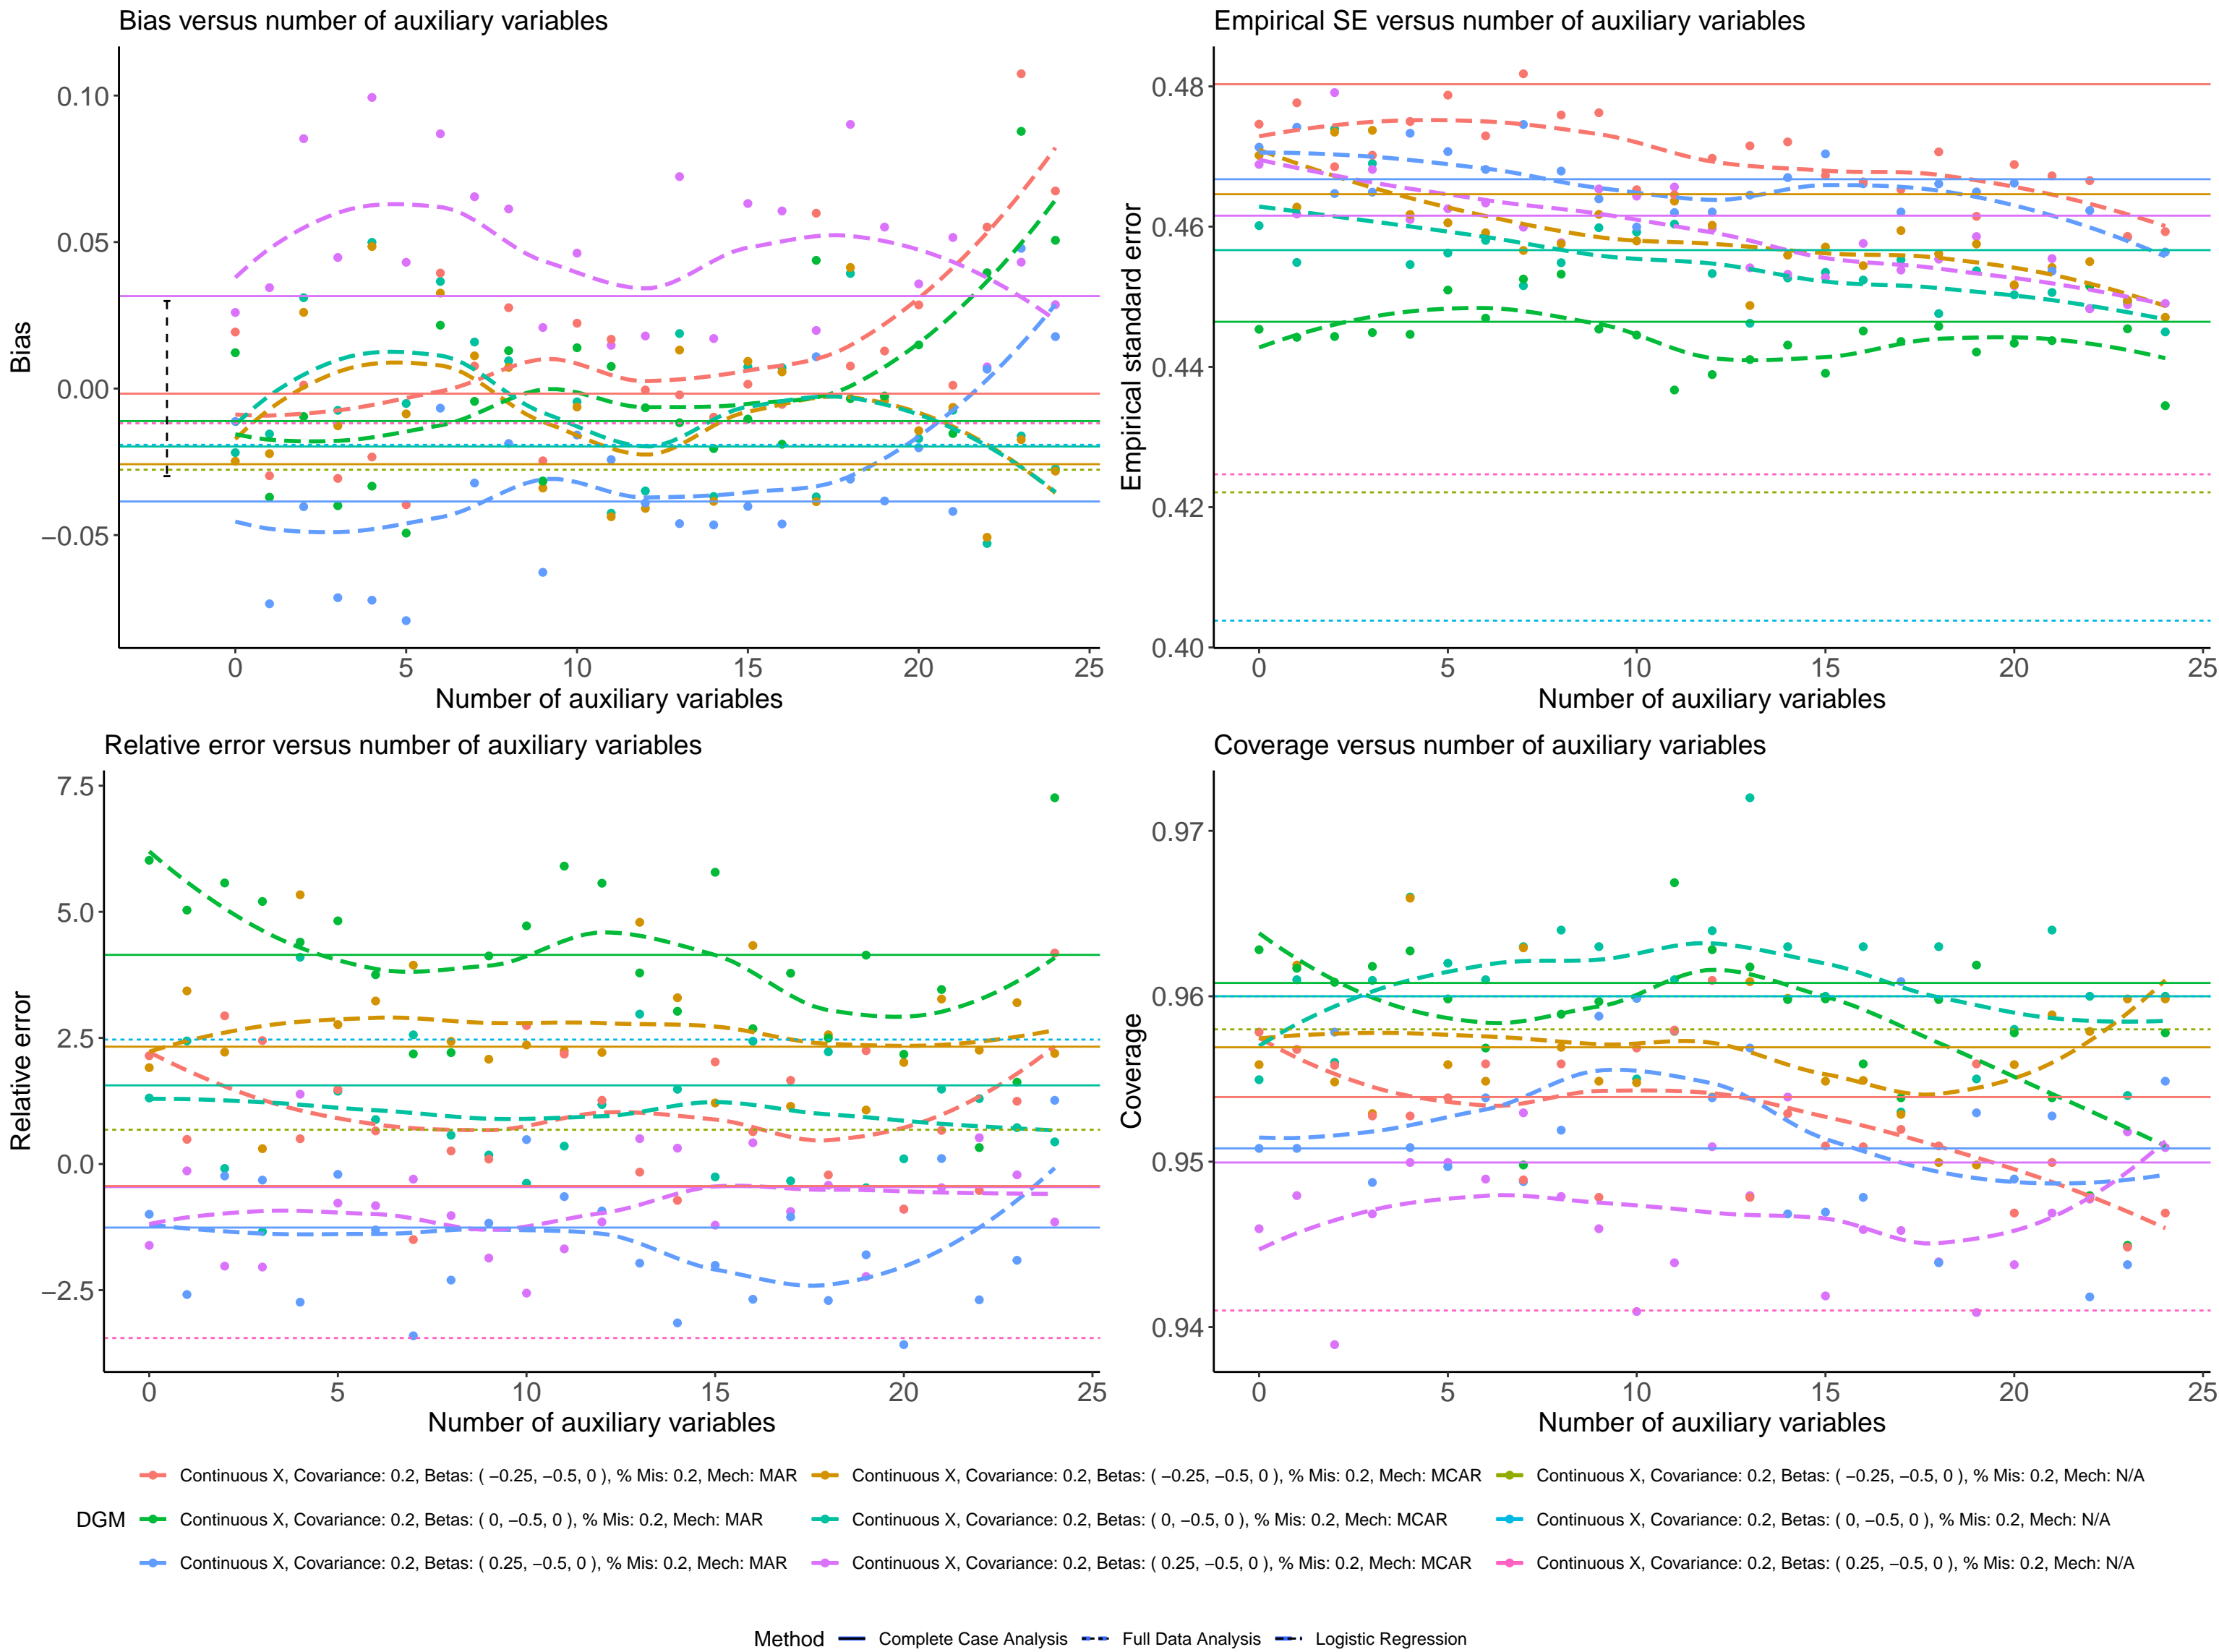 Bias versus number of auxiliary variables
Bias
0.10
0.05
0.00
−0.05
0 5 10 15 20 25
Number of auxiliary variables
Empirical SE versus number of auxiliary variables
Empirical standard error
0.48
0.46
0.44
0.42
0.40
0 5 10 15 20 25
Number of auxiliary variables
Relative error versus number of auxiliary variables
Relative error
7.5
5.0
2.5
0.0
−2.5
0 5 10 15 20 25
Number of auxiliary variables
Coverage versus number of auxiliary variables
Coverage
0.97
0.96
0.95
0.94
0 5 10 15 20 25
Number of auxiliary variables
DGM
Continuous X, Covariance: 0.2, Betas: ( −0.25, −0.5, 0 ), % Mis: 0.2, Mech: MAR
Continuous X, Covariance: 0.2, Betas: ( −0.25, −0.5, 0 ), % Mis: 0.2, Mech: MCAR
Continuous X, Covariance: 0.2, Betas: ( −0.25, −0.5, 0 ), % Mis: 0.2, Mech: N/A
Continuous X, Covariance: 0.2, Betas: ( 0, −0.5, 0 ), % Mis: 0.2, Mech: MAR
Continuous X, Covariance: 0.2, Betas: ( 0, −0.5, 0 ), % Mis: 0.2, Mech: MCAR
Continuous X, Covariance: 0.2, Betas: ( 0, −0.5, 0 ), % Mis: 0.2, Mech: N/A
Continuous X, Covariance: 0.2, Betas: ( 0.25, −0.5, 0 ), % Mis: 0.2, Mech: MAR
Continuous X, Covariance: 0.2, Betas: ( 0.25, −0.5, 0 ), % Mis: 0.2, Mech: MCAR
Continuous X, Covariance: 0.2, Betas: ( 0.25, −0.5, 0 ), % Mis: 0.2, Mech: N/A
Method Complete Case Analysis Full Data Analysis Logistic Regression